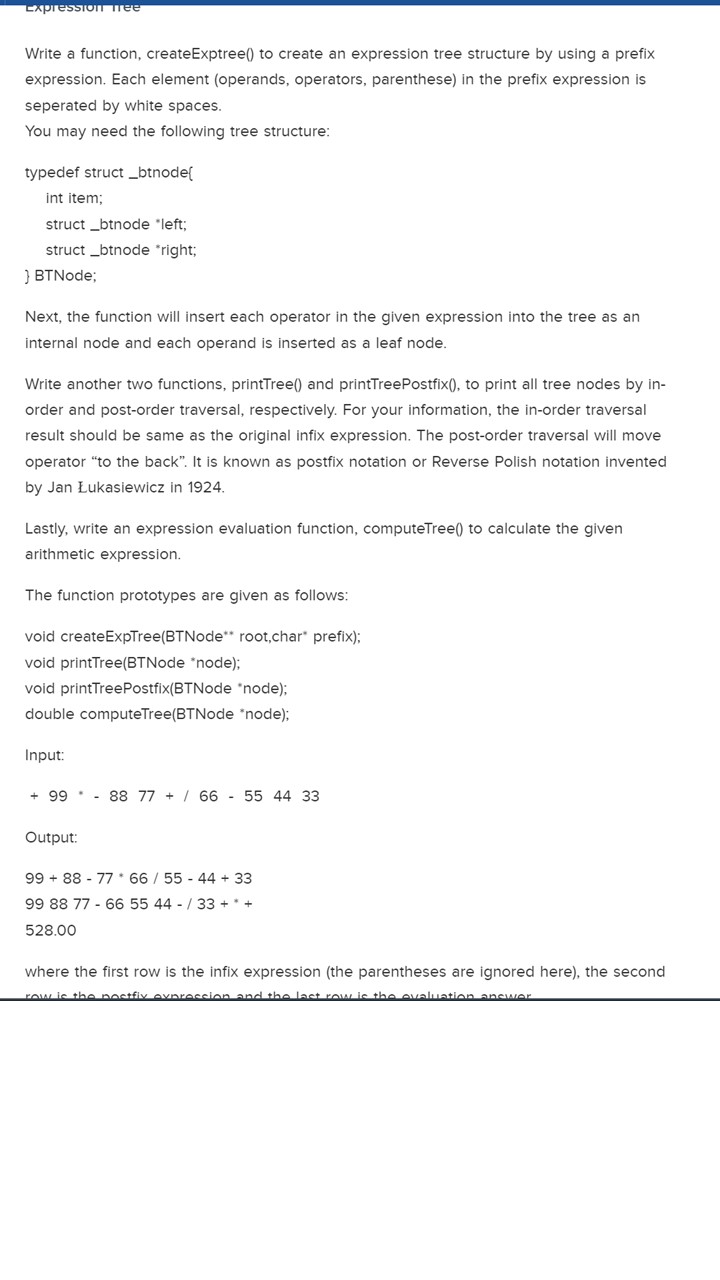 Expression Tree
Write a function, createExptree() to create an expression tree structure by using a prefix
expression. Each element (operands, operators, parenthese) in the prefix expression is
seperated by white spaces.
You may need the following tree structure:
typedef struct _btnode{
int item;
struct _btnode *left;
struct _btnode *right;
} BTNode;
Next, the function will insert each operator in the given expression into the tree as an
internal node and each operand is inserted as a leaf node.
Write another two functions, printTree() and printTreePostfix(), to print all tree nodes by in-
order and post-order traversal, respectively. For your information, the in-order traversal
result should be same as the original infix expression. The post-order traversal will move
operator “to the back”. It is known as postfix notation or Reverse Polish notation invented
by Jan Łukasiewicz in 1924.
Lastly, write an expression evaluation function, computeTree() to calculate the given
arithmetic expression.
The function prototypes are given as follows:
void createExpTree(BTNode** root,char* prefix);
void printTree(BTNode *node);
void printTreePostfix(BTNode *node);
double computeTree(BTNode *node);
Input:
+ 99 * - 88 77 + / 66 - 55 44 33
Output:
99 + 88 - 77 * 66 / 55 - 44 + 33
99 88 77 - 66 55 44 - / 33 + * +
528.00
where the first row is the infix expression (the parentheses are ignored here), the second
row is the postfix expression and the last row is the evaluation answer